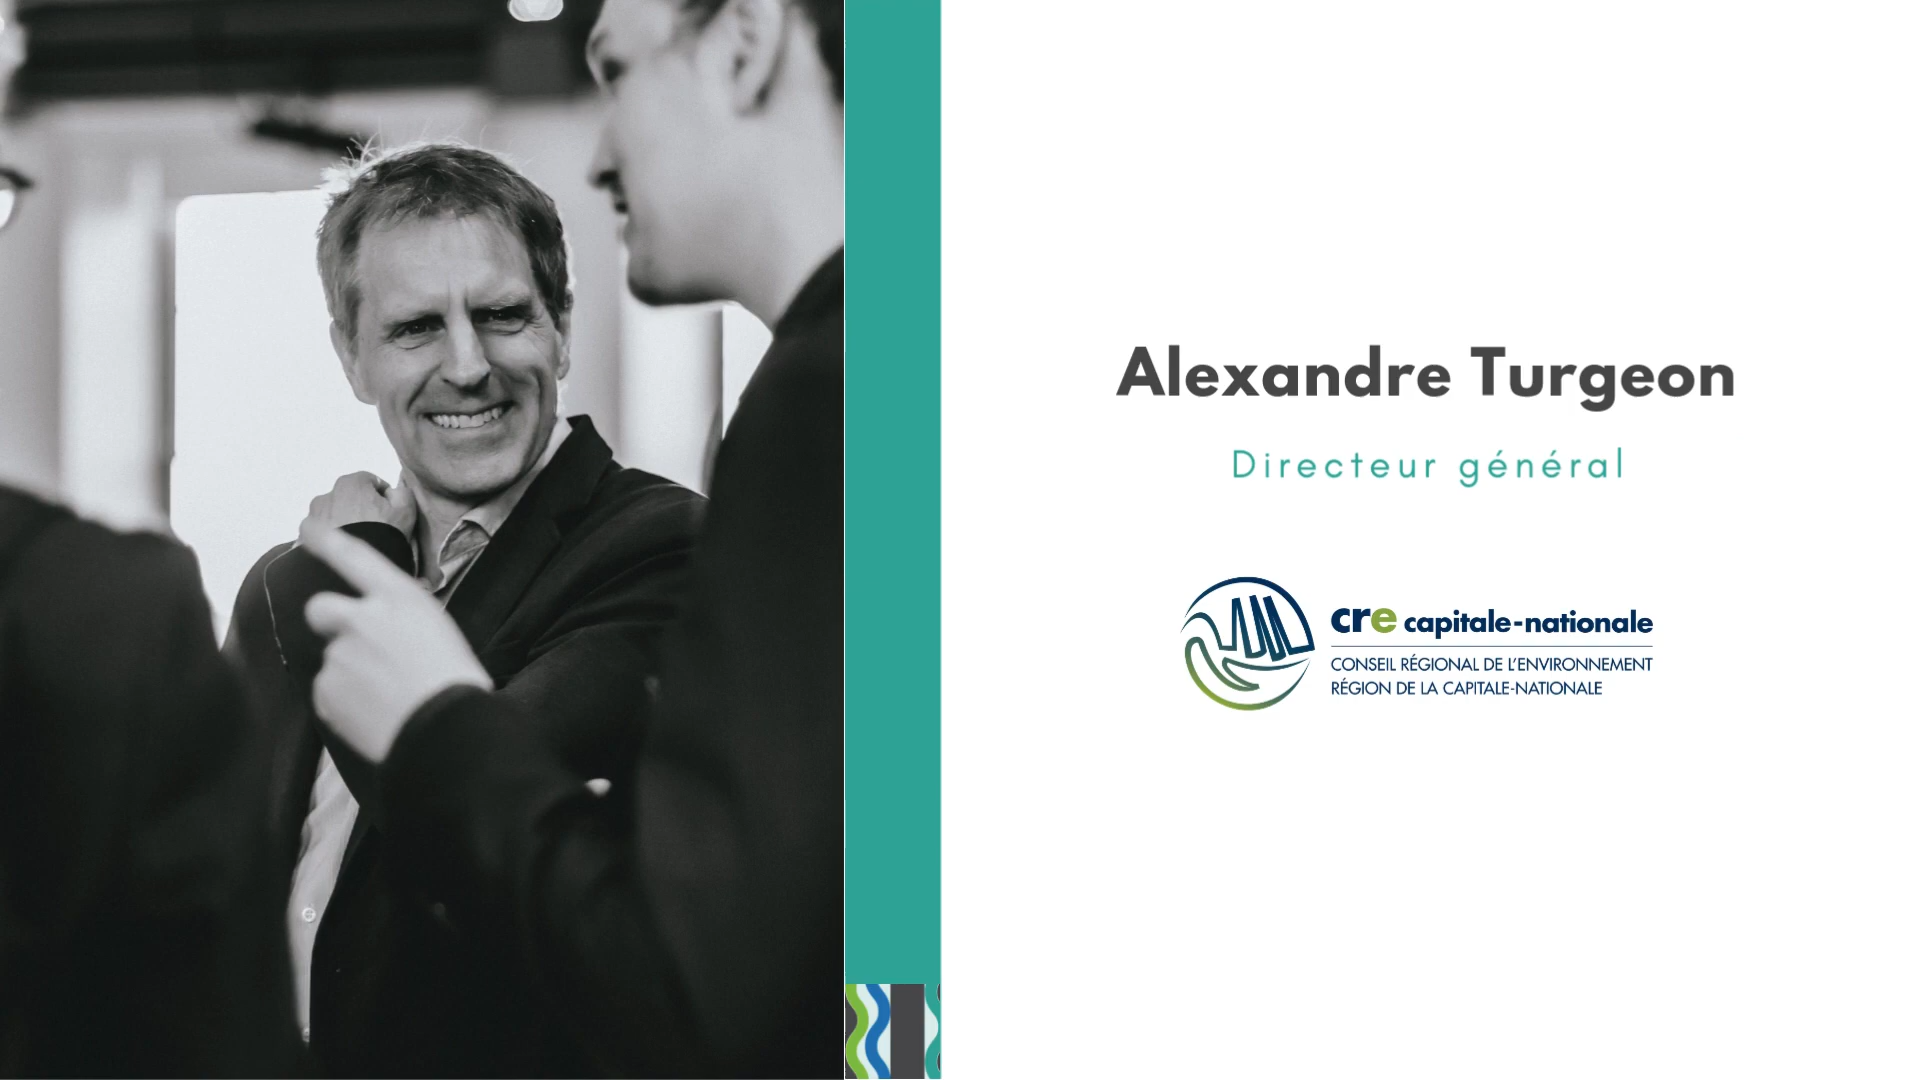 Alexandre Turgeon
Directeur général
cre capitale-nationale
CONSEIL RÉGIONAL DE L'ENVIRONNEMENT
RÉGION DE LA CAPITALE-NATIONALE